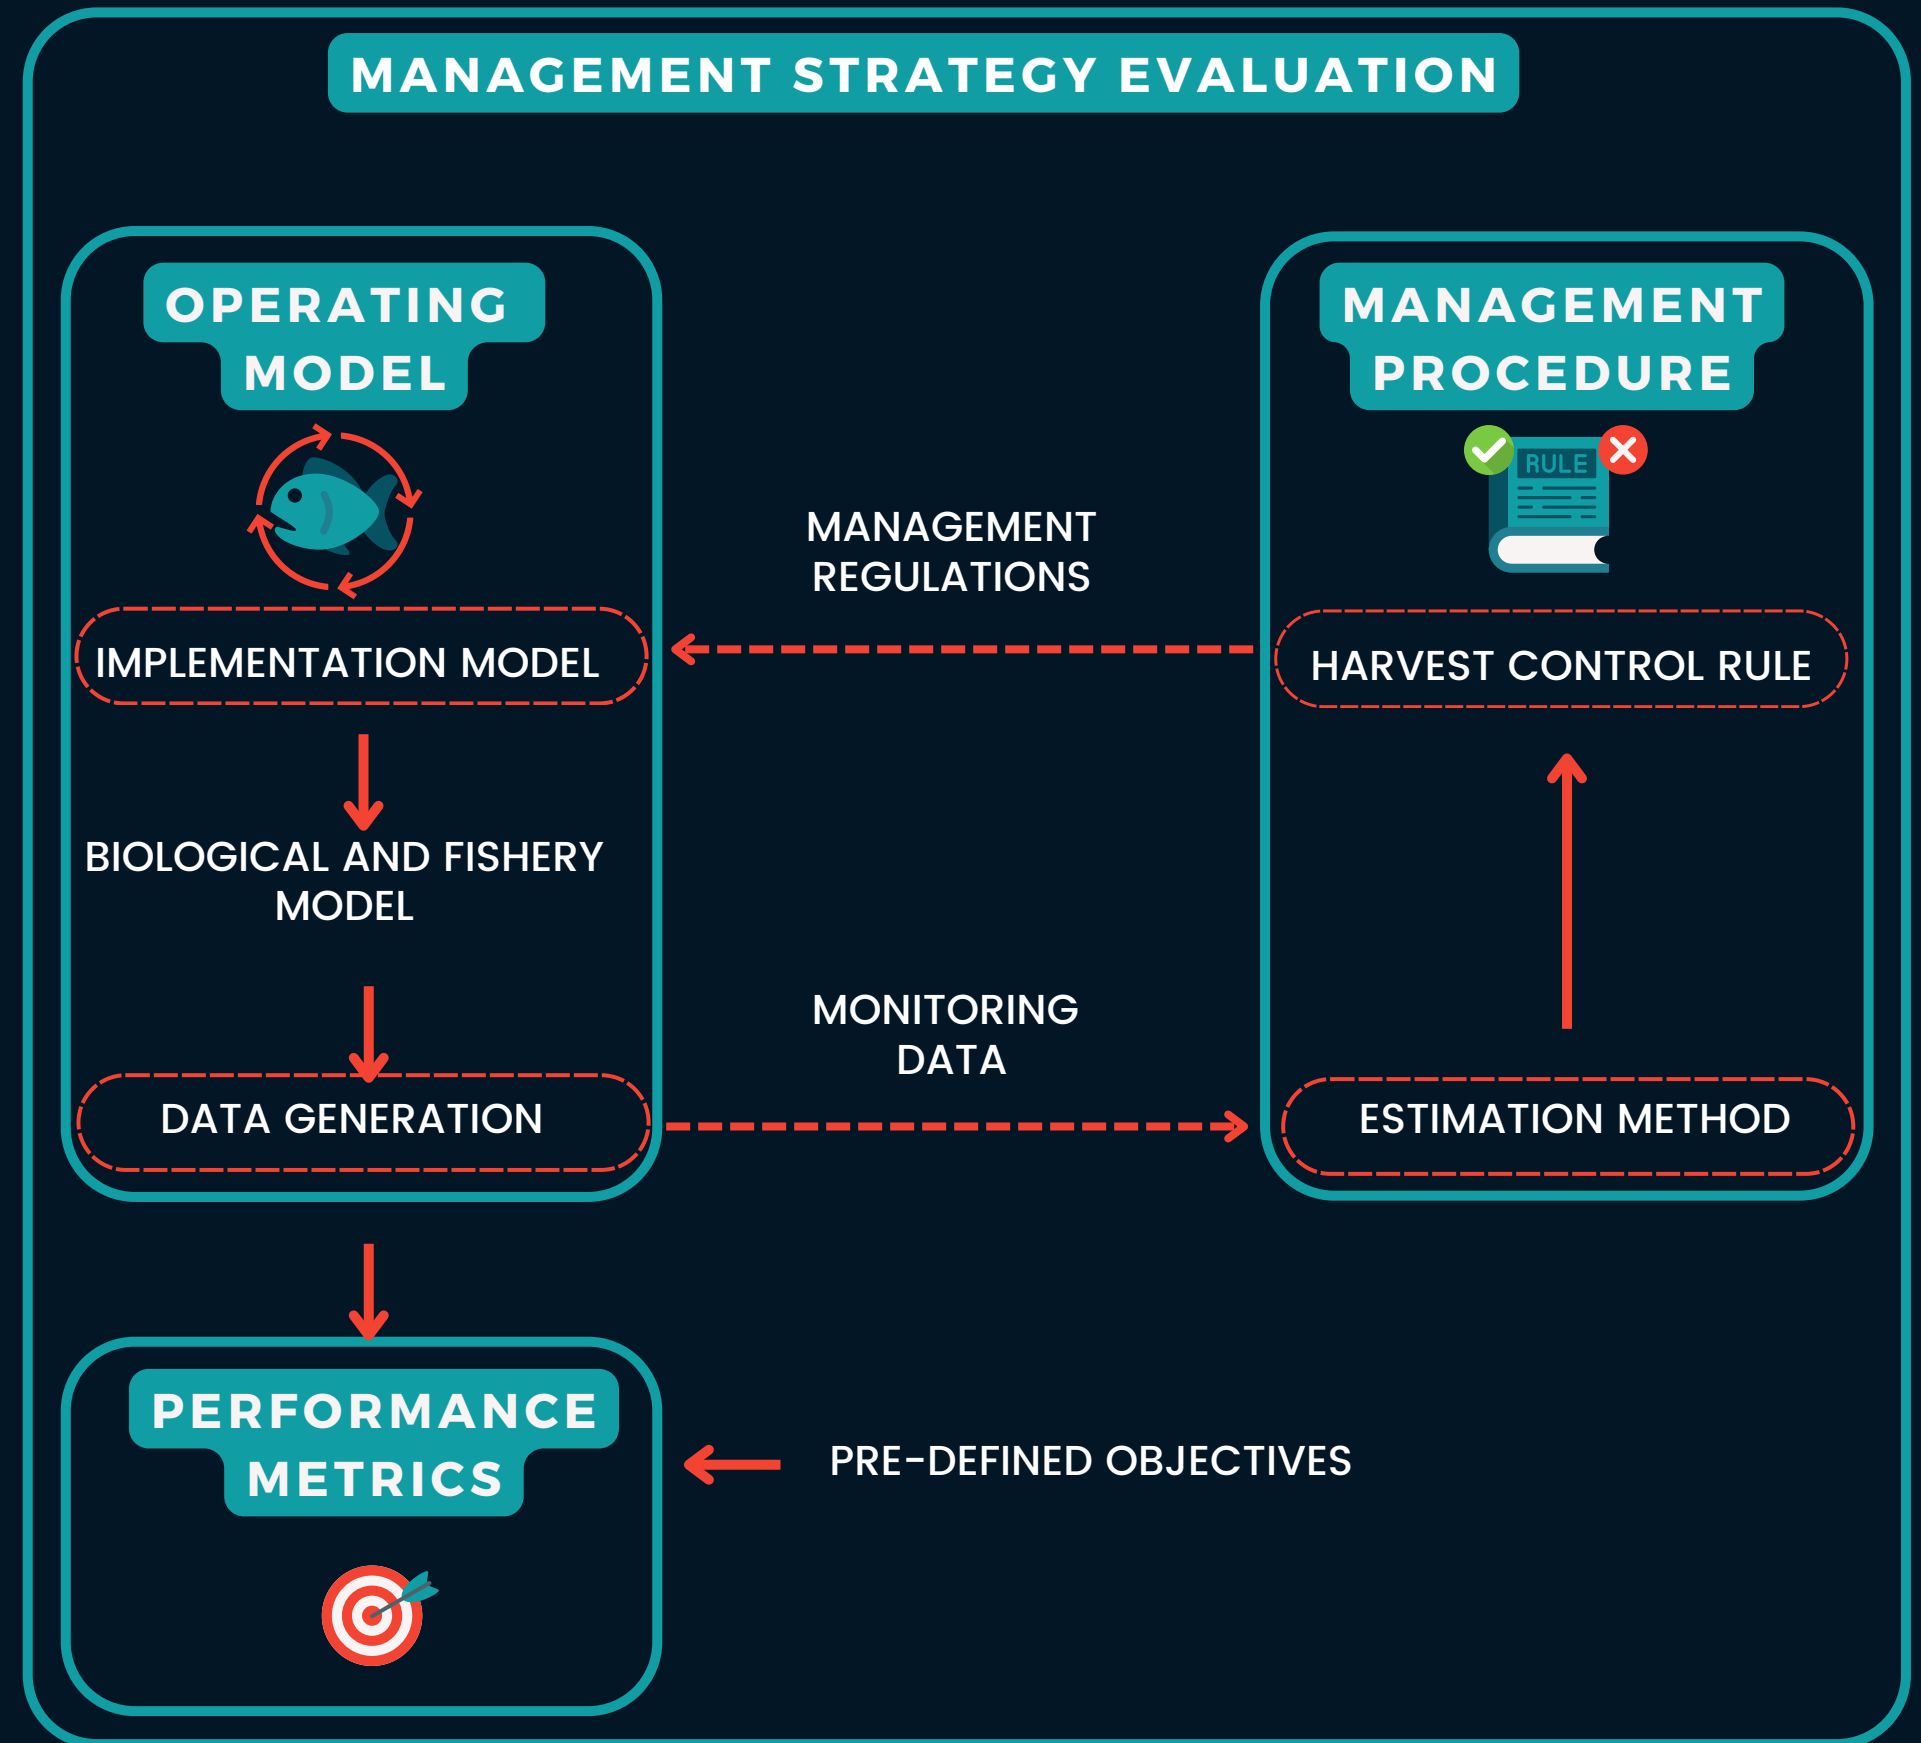 MANAGEMENT STRATEGY EVALUATION
OPERATING
MODEL
IMPLEMENTATION MODEL
BIOLOGICAL AND FISHERY
MODEL
DATA GENERATION
MANAGEMENT
REGULATIONS
MONITORING
DATA
MANAGEMENT
PROCEDURE
RULE
HARVEST CONTROL RULE
ESTIMATION METHOD
PERFORMANCE
METRICS
PRE-DEFINED OBJECTIVES